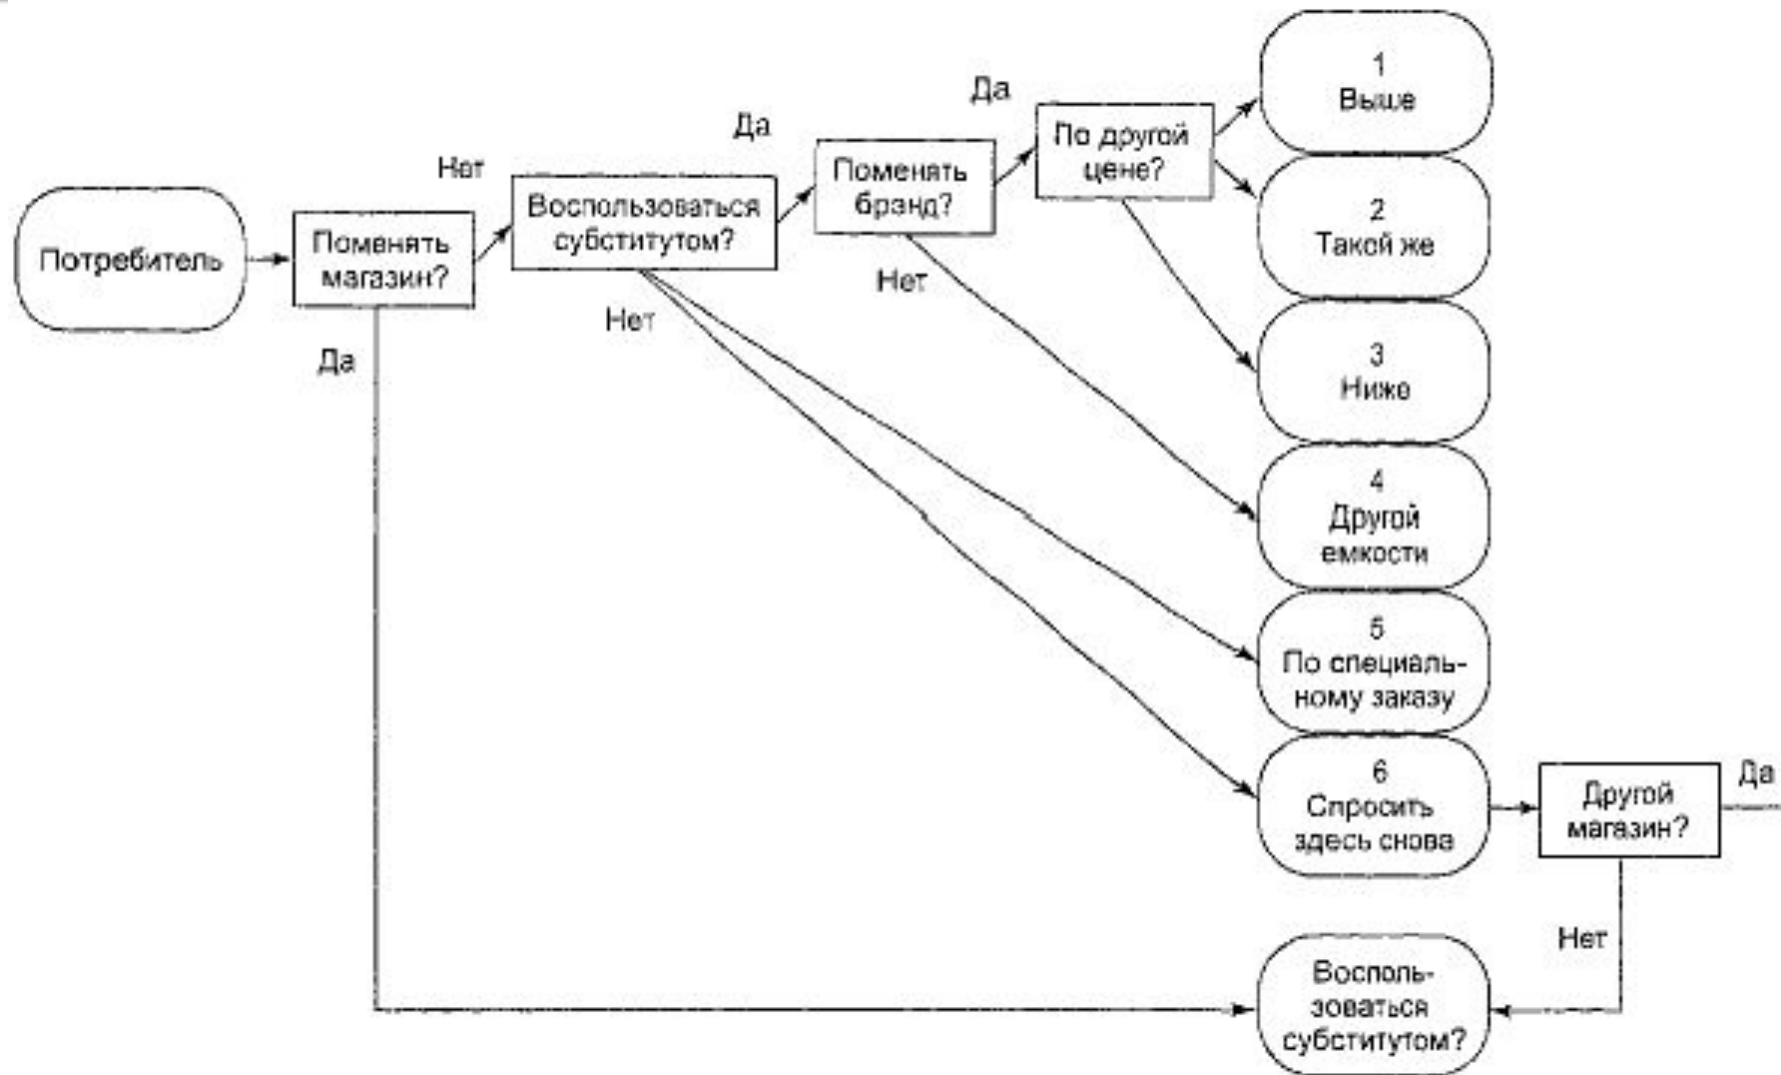 Потребитель
Поменять
магазин?
Нет
Да
Воспользоваться
субститутом?
Да
Нет
Поменять
брэнд?
Да
Нет
По другой
цене?
1
Выше
2
Такой же
3
Ниже
4
Другой
емкости
5
По специаль-
ному заказу
6
Спросить
здесь снова
Другой
магазин?
Да
Нет
Восполь-
зоваться
субститутом?